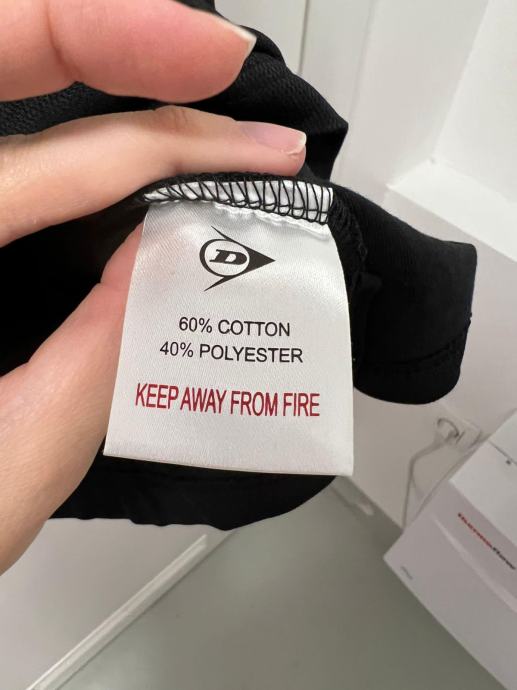 D
60% COTTON
40% POLYESTER
KEEP AWAY FROM FIRE